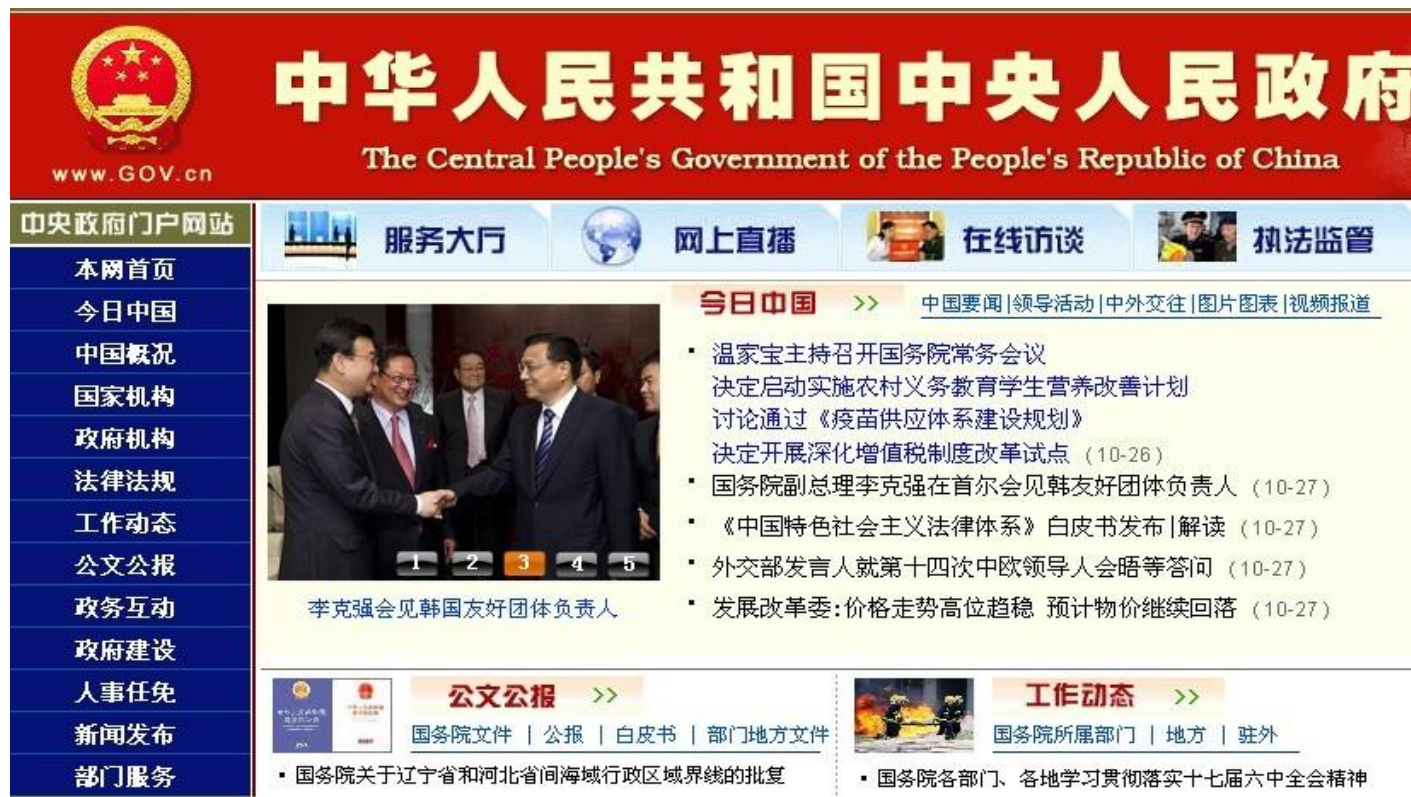 中华人民共和国中央人民政府
The Central People's Government of the People's Republic of China
www.GOV.cn
中央政府门户网站
本网首页
今日中国
中国概况
国家机构
政府机构
法律法规
工作动态
公文公报
政务互动
政府建设
人事任免
新闻发布
部门服务
服务大厅
网上直播
在线访谈
执法监管
1 2 3 4 5
李克强会见韩国友好团体负责人
今日中国 >> 中国要闻|领导活动|中外交往|图片图表|视频报道
温家宝主持召开国务院常务会议
决定启动实施农村义务教育学生营养改善计划
讨论通过《疫苗供应体系建设规划》
决定开展深化增值税制度改革试点 (10-26)
国务院副总理李克强在首尔会见韩友好团体负责人 (10-27)
《中国特色社会主义法律体系》白皮书发布|解读 (10-27)
外交部发言人就第十四次中欧领导人会晤等答问 (10-27)
发展改革委:价格走势高位趋稳 预计物价继续回落 (10-27)
公文公报 >>
国务院文件 | 公报 | 白皮书 | 部门地方文件
国务院关于辽宁省和河北省间海域行政区域界线的批复
工作动态 >>
国务院所属部门 | 地方 | 驻外
国务院各部门、各地学习贯彻落实十七届六中全会精神